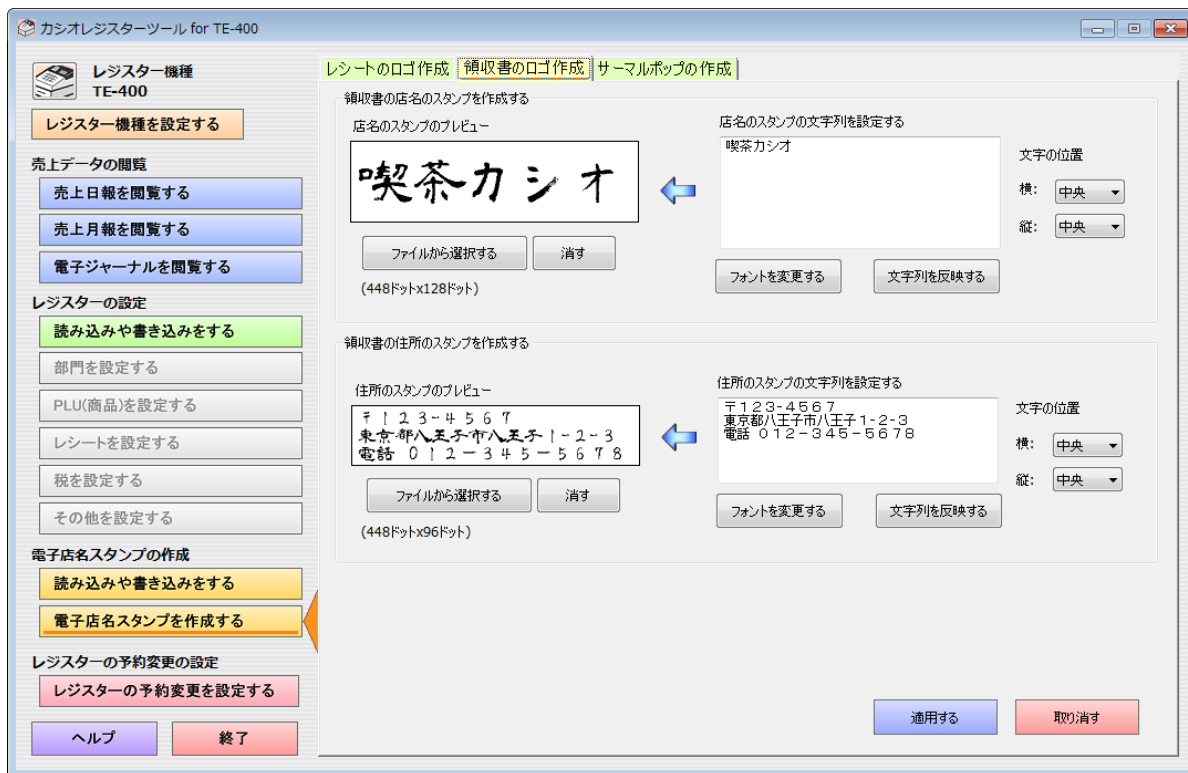 カシオレジスターツール for TE-400
レジスター機種
TE-400
レジスター機種を設定する
売上データの閲覧
売上日報を閲覧する
売上月報を閲覧する
電子ジャーナルを閲覧する
レジスターの設定
読み込みや書き込みをする
部門を設定する
PLU(商品)を設定する
レシートを設定する
税を設定する
その他を設定する
電子店名スタンプの作成
読み込みや書き込みをする
電子店名スタンプを作成する
レジスターの予約変更の設定
レジスターの予約変更を設定する
ヘルプ
終了
レシートのロゴ作成
領収書のロゴ作成
サーマルポップの作成
領収書の店名のスタンプを作成する
店名のスタンプのプレビュー
喫茶カシオ
ファイルから選択する
消す
(448ドットx128ドット)
店名のスタンプの文字列を設定する
喫茶カシオ
フォントを変更する
文字列を反映する
文字の位置
横: 中央
縦: 中央
領収書の住所のスタンプを作成する
住所のスタンプのプレビュー
〒123-4567
東京都八王子市八王子1-2-3
電話 012-345-5678
ファイルから選択する
消す
(448ドットx96ドット)
住所のスタンプの文字列を設定する
〒123-4567
東京都八王子市八王子1-2-3
電話 012-345-5678
フォントを変更する
文字列を反映する
文字の位置
横: 中央
縦: 中央
適用する
取り消す